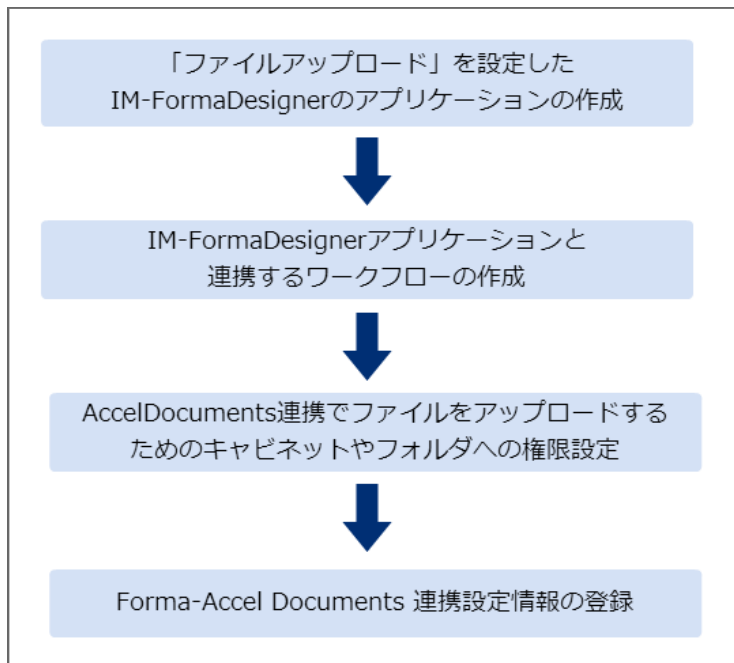 「ファイルアップロード」を設定した
IM-FormaDesignerのアプリケーションの作成
IM-FormaDesignerアプリケーションと
連携するワークフローの作成
AccelDocuments連携でファイルをアップロードする
ためのキャビネットやフォルダへの権限設定
Forma-Accel Documents 連携設定情報の登録